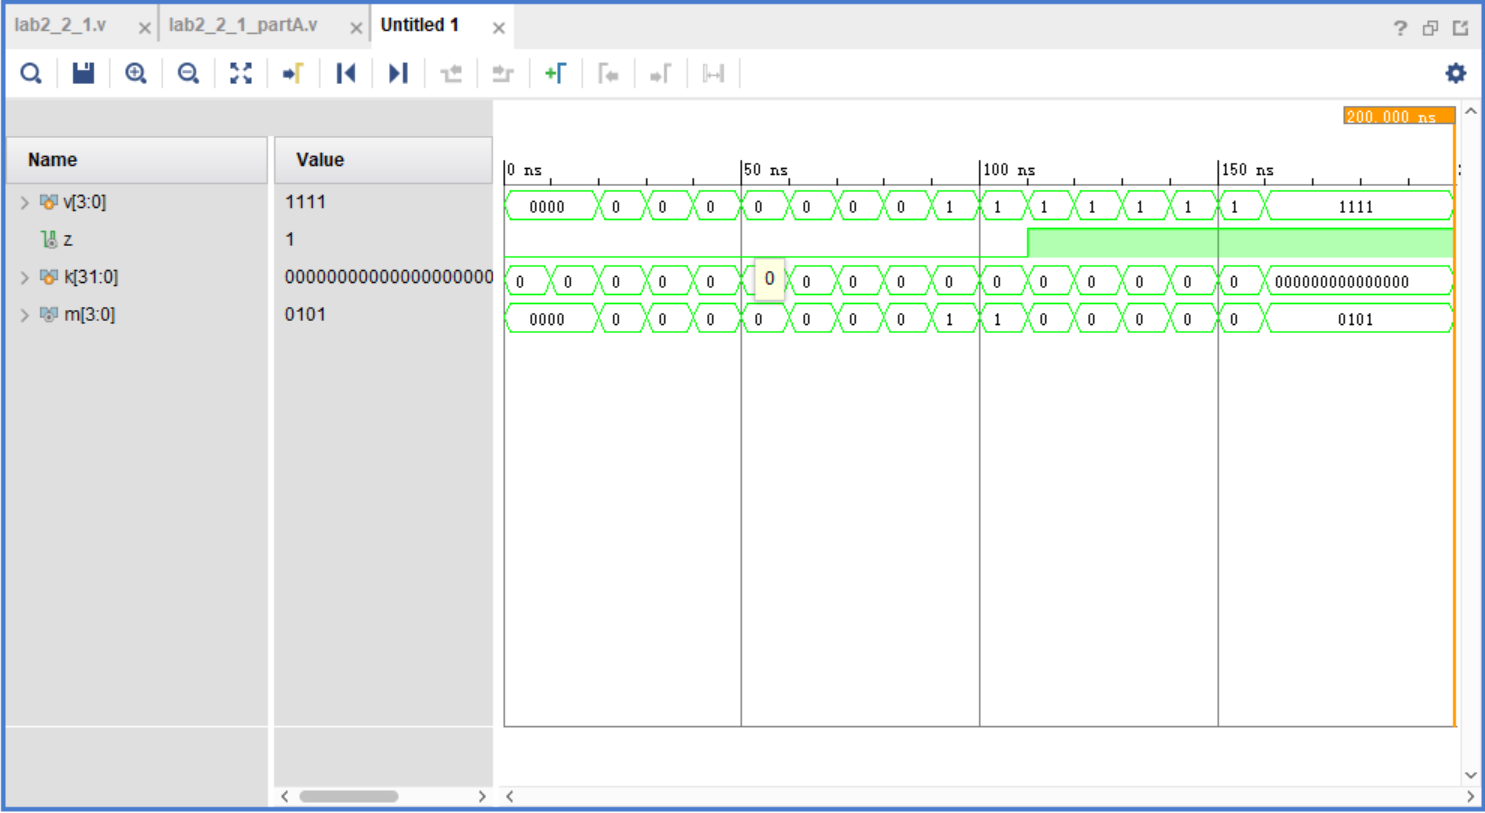 lab2_2_1.v × lab2_2_1_partA.v × Untitled 1 ×
?
200.000 ns
Name Value
0 ns 50 ns 100 ns 150 ns
v[3:0] 1111 0000 0 0 0 0 0 0 0 1 1 1 1 1 1 1 1111
z 1
k[31:0] 00000000000000000000 0 0 0 0 0 0 0 0 0 0 0 0 0 0 0 0 000000000000000
m[3:0] 0101 0000 0 0 0 0 0 0 0 1 1 0 0 0 0 0 0101